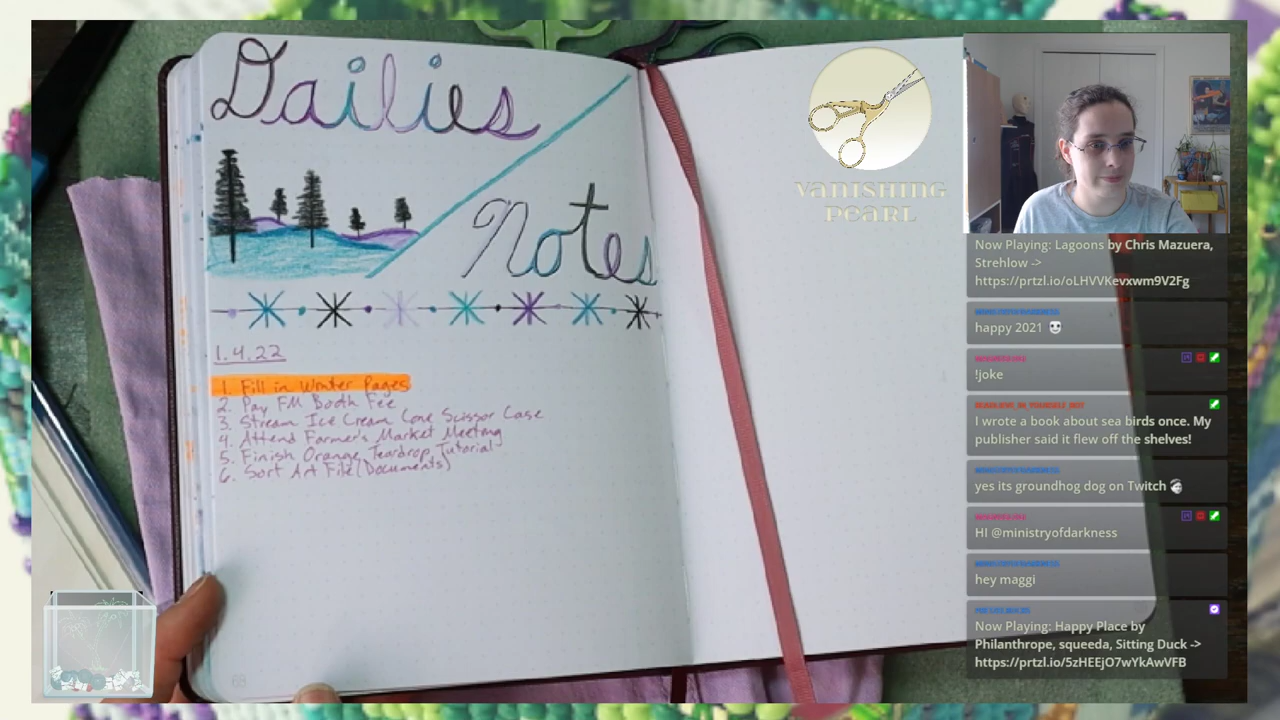 Dailies
Notes
1.4.22
1. Fill in Winter Pages
2. Pay FM Booth Fee
3. Stream Ice Cream Cone Scissor Case
4. Attend Farmer's Market Meeting
5. Finish Orange Teardrop Tutorial
6. Sort Art File (Documents)
VANISHING
PEARL
Now Playing: Lagoons by Chris Mazuera,
Strehlow ->
https://prtzl.io/oLHVVKevxwm9V2Fg
happy 2021
!joke
I wrote a book about sea birds once. My
publisher said it flew off the shelves!
yes its groundhog dog on Twitch
HI @ministryofdarkness
hey maggi
Now Playing: Happy Place by
Philanthrope, squeeda, Sitting Duck ->
https://prtzl.io/5zHEEjO7wYkAwVFB